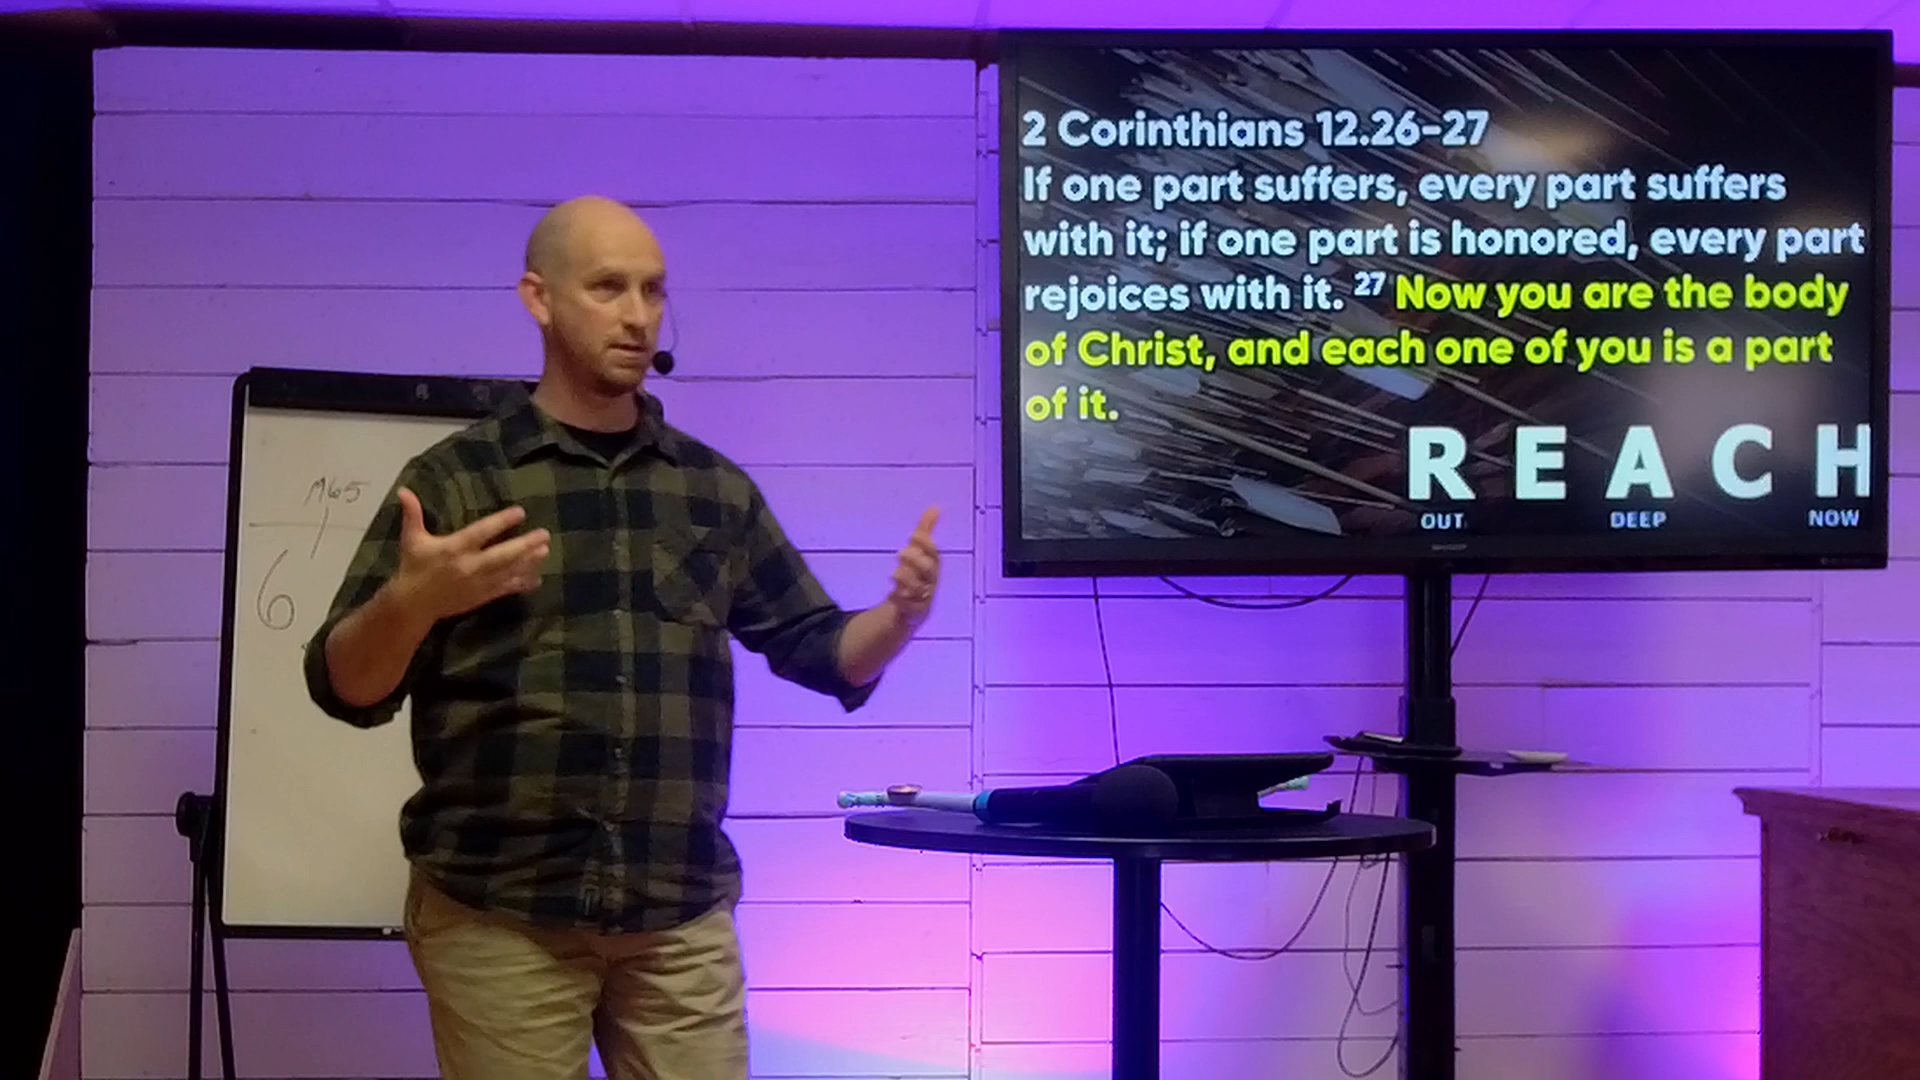 2 Corinthians 12.26-27
If one part suffers, every part suffers
with it; if one part is honored, every part
rejoices with it. 27 Now you are the body
of Christ, and each one of you is a part
of it.
REACH
OUT DEEP NOW
6